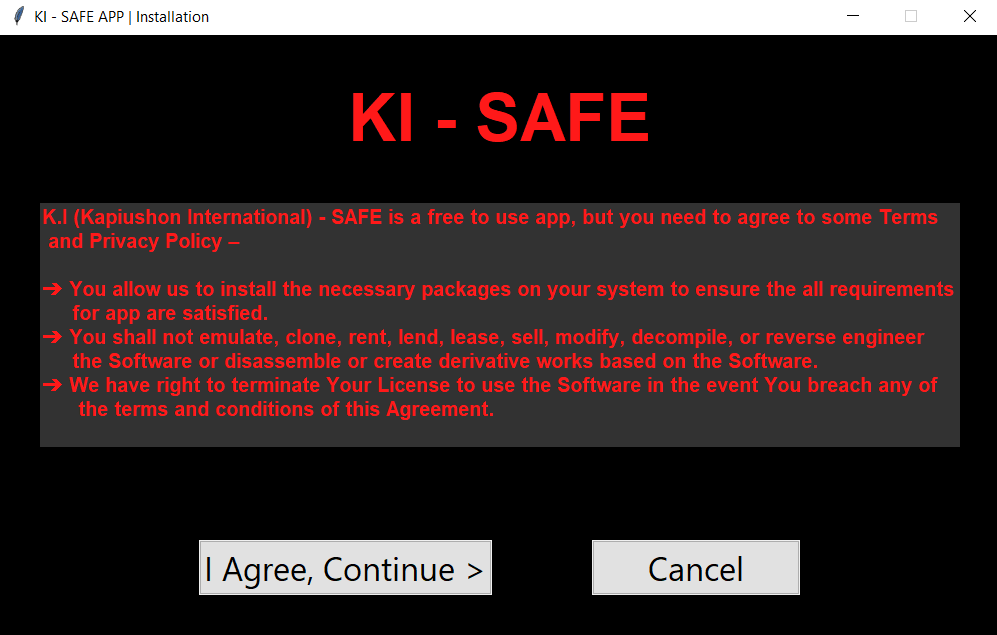 KI - SAFE APP | Installation
KI - SAFE
K.I (Kapiushon International) - SAFE is a free to use app, but you need to agree to some Terms
and Privacy Policy –
➔ You allow us to install the necessary packages on your system to ensure the all requirements
for app are satisfied.
➔ You shall not emulate, clone, rent, lend, lease, sell, modify, decompile, or reverse engineer
the Software or disassemble or create derivative works based on the Software.
➔ We have right to terminate Your License to use the Software in the event You breach any of
the terms and conditions of this Agreement.
I Agree, Continue >
Cancel